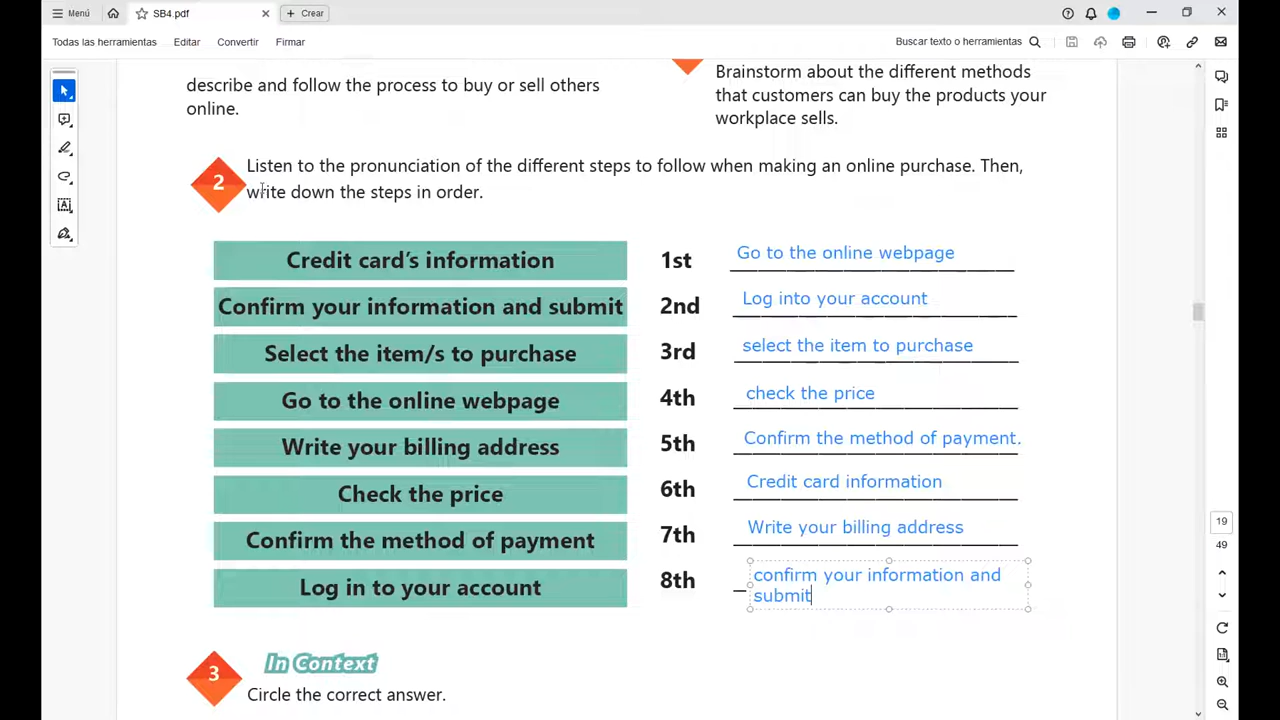 Menú
SB4.pdf
Crear
Todas las herramientas
Editar
Convertir
Firmar
Buscar texto o herramientas
describe and follow the process to buy or sell others
online.
Brainstorm about the different methods
that customers can buy the products your
workplace sells.
2
Listen to the pronunciation of the different steps to follow when making an online purchase. Then,
write down the steps in order.
Credit card's information
1st
Go to the online webpage
Confirm your information and submit
2nd
Log into your account
Select the item/s to purchase
3rd
select the item to purchase
Go to the online webpage
4th
check the price
Write your billing address
5th
Confirm the method of payment.
Check the price
6th
Credit card information
Confirm the method of payment
7th
Write your billing address
Log in to your account
8th
confirm your information and
submit
19
49
3
In Context
Circle the correct answer.